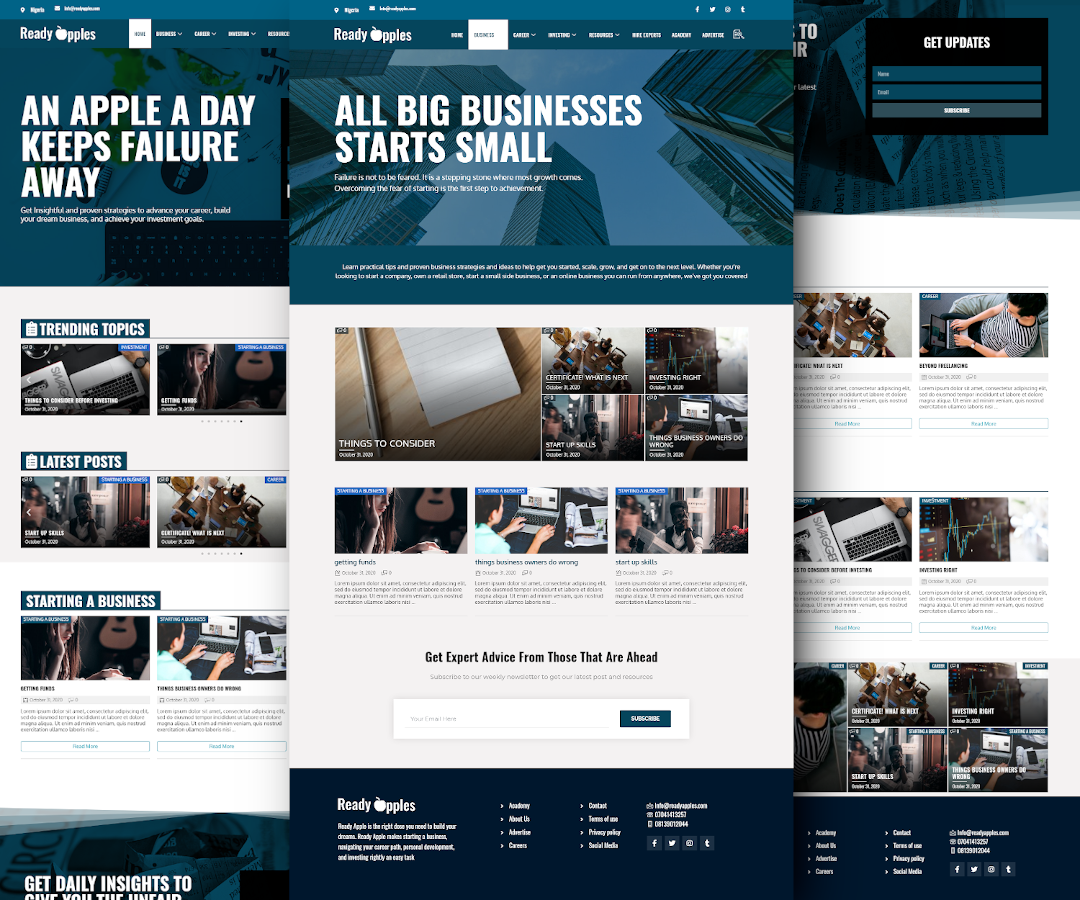 Nigeria
Info@readyapples.com
Ready Apples
HOME
BUSINESS
CAREER
INVESTING
RESOURCES
AN APPLE A DAY
KEEPS FAILURE
AWAY
Get Insightful and proven strategies to advance your career, build
your dream business, and achieve your investment goals.
TRENDING TOPICS
0
INVESTMENT
THINGS TO CONSIDER BEFORE INVESTING
October 31, 2020
0
STARTING A BUSINESS
GETTING FUNDS
October 31, 2020
LATEST POSTS
0
STARTING A BUSINESS
START UP SKILLS
October 31, 2020
0
CAREER
CERTIFICATE! WHAT IS NEXT
October 31, 2020
STARTING A BUSINESS
STARTING A BUSINESS
GETTING FUNDS
October 31, 2020 0
Lorem ipsum dolor sit amet, consectetur adipiscing elit,
sed do eiusmod tempor incididunt ut labore et dolore
magna aliqua. Ut enim ad minim veniam, quis nostrud
exercitation ullamco laboris nisi ...
Read More
STARTING A BUSINESS
THINGS BUSINESS OWNERS DO WRONG
October 31, 2020 0
Lorem ipsum dolor sit amet, consectetur adipiscing elit,
sed do eiusmod tempor incididunt ut labore et dolore
magna aliqua. Ut enim ad minim veniam, quis nostrud
exercitation ullamco laboris nisi ...
Read More
GET DAILY INSIGHTS TO
GIVE YOU THE UNFAIR
Nigeria
Info@readyapples.com
Ready Apples
HOME
BUSINESS
CAREER
INVESTING
RESOURCES
HIRE EXPERTS
ACADEMY
ADVERTISE
ALL BIG BUSINESSES
STARTS SMALL
Failure is not to be feared. It is a stepping stone where most growth comes.
Overcoming the fear of starting is the first step to achievement.
Learn practical tips and proven business strategies and ideas to help get you started, scale, grow, and get on to the next level. Whether you're
looking to start a company, own a retail store, start a small side business, or an online business you can run from anywhere, we've got you covered
0
THINGS TO CONSIDER
October 31, 2020
0
CERTIFICATE! WHAT IS NEXT
October 31, 2020
0
INVESTING RIGHT
October 31, 2020
0
START UP SKILLS
October 31, 2020
0
THINGS BUSINESS OWNERS DO
WRONG
October 31, 2020
STARTING A BUSINESS
getting funds
October 31, 2020 0
Lorem ipsum dolor sit amet, consectetur adipiscing elit,
sed do eiusmod tempor incididunt ut labore et dolore
magna aliqua. Ut enim ad minim veniam, quis nostrud
exercitation ullamco laboris nisi ...
STARTING A BUSINESS
things business owners do wrong
October 31, 2020 0
Lorem ipsum dolor sit amet, consectetur adipiscing elit,
sed do eiusmod tempor incididunt ut labore et dolore
magna aliqua. Ut enim ad minim veniam, quis nostrud
exercitation ullamco laboris nisi ...
STARTING A BUSINESS
start up skills
October 31, 2020 0
Lorem ipsum dolor sit amet, consectetur adipiscing elit,
sed do eiusmod tempor incididunt ut labore et dolore
magna aliqua. Ut enim ad minim veniam, quis nostrud
exercitation ullamco laboris nisi ...
Get Expert Advice From Those That Are Ahead
Subscribe to our weekly newsletter to get our latest post and resources
Your Email Here
SUBSCRIBE
Ready Apples
Ready Apple is the right dose you need to build your
dreams. Ready Apple makes starting a business,
navigating your career path, personal development,
and investing rightly an easy task
Academy
About Us
Advertise
Careers
Contact
Terms of use
Privacy policy
Social Media
Info@readyapples.com
07041413257
08139012944
TO
IR
r latest
GET UPDATES
Name
Email
SUBSCRIBE
IFICATE! WHAT IS NEXT
October 31, 2020 0
orem ipsum dolor sit amet, consectetur adipiscing elit,
ed do eiusmod tempor incididunt ut labore et dolore
magna aliqua. Ut enim ad minim veniam, quis nostrud
xercitation ullamco laboris nisi ...
Read More
CAREER
BEYOND FREELANCING
October 31, 2020 0
Lorem ipsum dolor sit amet, consectetur adipiscing elit,
sed do eiusmod tempor incididunt ut labore et dolore
magna aliqua. Ut enim ad minim veniam, quis nostrud
exercitation ullamco laboris nisi ...
Read More
STMENT
S TO CONSIDER BEFORE INVESTING
October 31, 2020 0
orem ipsum dolor sit amet, consectetur adipiscing elit,
ed do eiusmod tempor incididunt ut labore et dolore
magna aliqua. Ut enim ad minim veniam, quis nostrud
xercitation ullamco laboris nisi ...
Read More
INVESTMENT
INVESTING RIGHT
October 31, 2020 0
Lorem ipsum dolor sit amet, consectetur adipiscing elit,
sed do eiusmod tempor incididunt ut labore et dolore
magna aliqua. Ut enim ad minim veniam, quis nostrud
exercitation ullamco laboris nisi ...
Read More
CAREER
0
CAREER
CERTIFICATE! WHAT IS NEXT
October 31, 2020
0
INVESTMENT
INVESTING RIGHT
October 31, 2020
0
STARTING A BUSINESS
START UP SKILLS
October 31, 2020
0
STARTING A BUSINESS
THINGS BUSINESS OWNERS DO
WRONG
October 31, 2020
Academy
About Us
Advertise
Careers
Contact
Terms of use
Privacy policy
Social Media
Info@readyapples.com
07041413257
08139012044